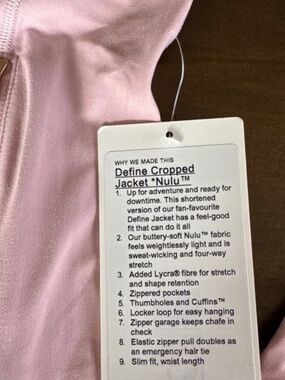 WHY WE MADE THIS
Define Cropped
Jacket *Nulu™
1. Up for adventure and ready for
downtime. This shortened
version of our fan-favourite
Define Jacket has a feel-good
fit that can do it all
2. Our buttery-soft Nulu™ fabric
feels weightlessly light and is
sweat-wicking and four-way
stretch
3. Added Lycra® fibre for stretch
and shape retention
4. Zippered pockets
5. Thumbholes and Cuffins™
6. Locker loop for easy hanging
7. Zipper garage keeps chafe in
check
8. Elastic zipper pull doubles as
an emergency hair tie
9. Slim fit, waist length